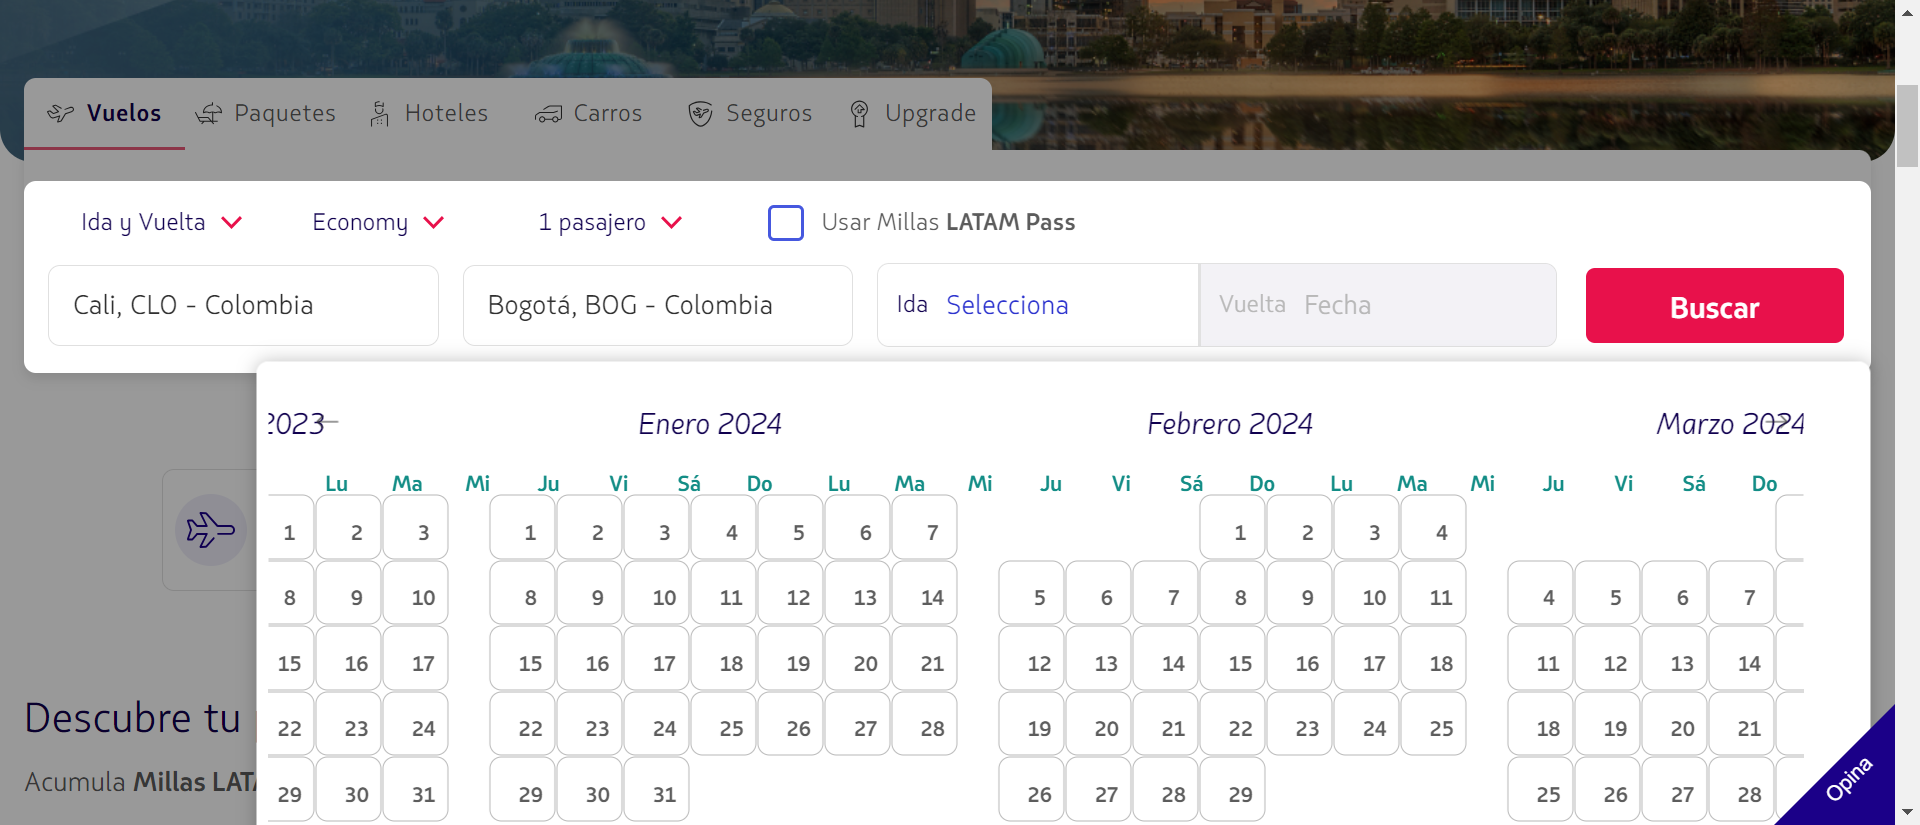 Vuelos Paquetes Hoteles Carros Seguros Upgrade
Ida y Vuelta Economy 1 pasajero Usar Millas LATAM Pass
Cali, CLO - Colombia Bogotá, BOG - Colombia Ida Selecciona Vuelta Fecha Buscar
2023 Enero 2024 Febrero 2024 Marzo 2024
Lu Ma Mi Ju Vi Sá Do Lu Ma Mi Ju Vi Sá Do Lu Ma Mi Ju Vi Sá Do
1 2 3 1 2 3 4 5 6 7 1 2 3 4
8 9 10 8 9 10 11 12 13 14 5 6 7 8 9 10 11 4 5 6 7
15 16 17 15 16 17 18 19 20 21 12 13 14 15 16 17 18 11 12 13 14
Descubre tu
22 23 24 22 23 24 25 26 27 28 19 20 21 22 23 24 25 18 19 20 21
Acumula Millas LATA
29 30 31 29 30 31 26 27 28 29 25 26 27 28
Opina